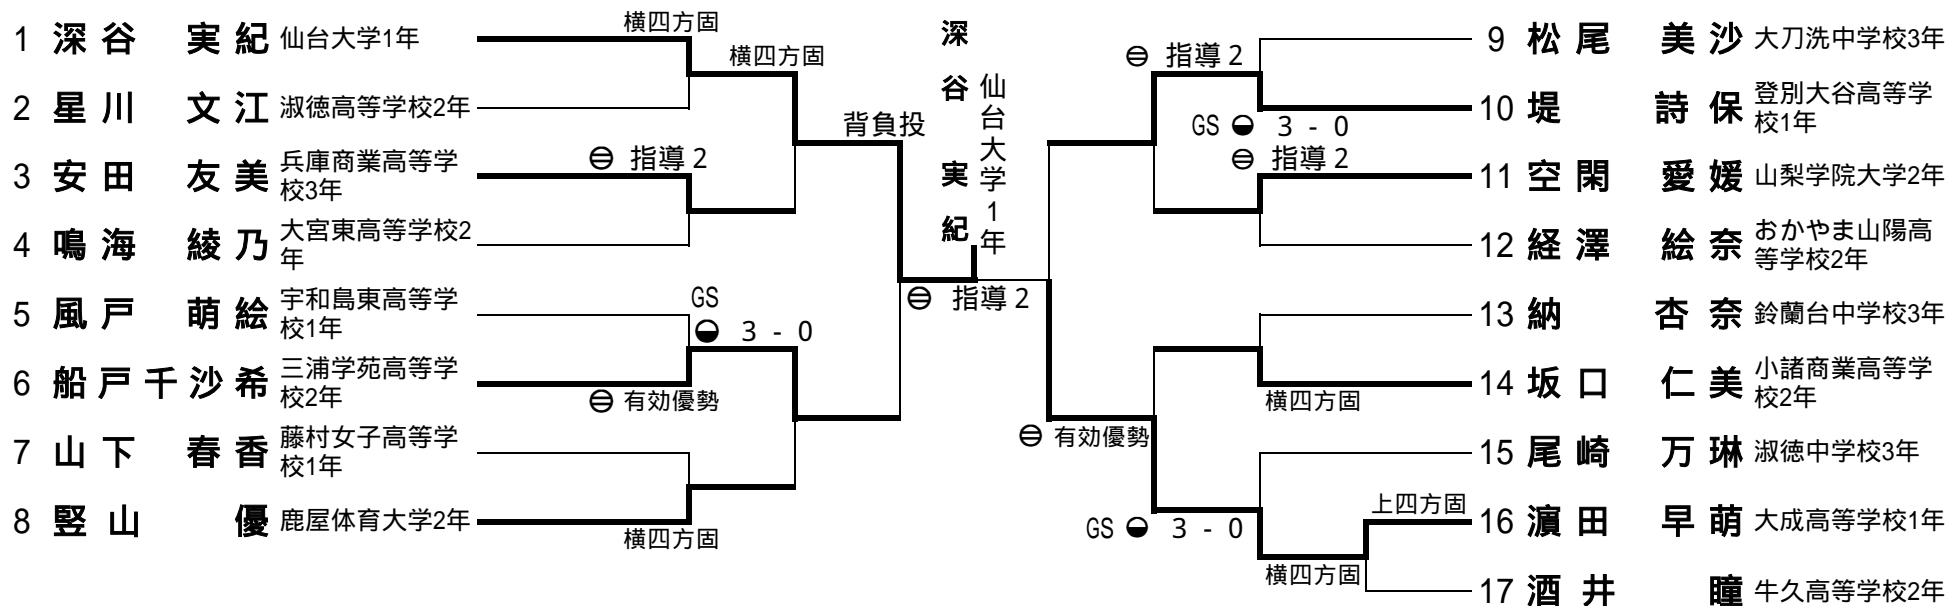 1 深谷 実紀 仙台大学1年
2 星川 文江 淑徳高等学校2年
3 安田 友美 兵庫商業高等学
校3年
4 鳴海 綾乃 大宮東高等学校2
年
5 風戸 萌絵 宇和島東高等学
校1年
6 船戸千沙希 三浦学苑高等学
校2年
7 山下 春香 藤村女子高等学
校1年
8 竪山 優 鹿屋体育大学2年
横四方固
横四方固
背負投
⊖ 指導2
GS
3 - 0
⊖ 有効優勢
横四方固
深谷 実紀
仙台大学1年
⊖ 指導2
⊖ 指導2
GS 3 - 0
⊖ 指導2
横四方固
⊖ 有効優勢
上四方固
GS 3 - 0
横四方固
9 松尾 美沙 大刀洗中学校3年
10 堤 詩保 登別大谷高等学
校1年
11 空閑 愛媛 山梨学院大学2年
12 経澤 絵奈 おかやま山陽高
等学校2年
13 納 杏奈 鈴蘭台中学校3年
14 坂口 仁美 小諸商業高等学
校2年
15 尾崎 万琳 淑徳中学校3年
16 濵田 早萌 大成高等学校1年
17 酒井 瞳 牛久高等学校2年